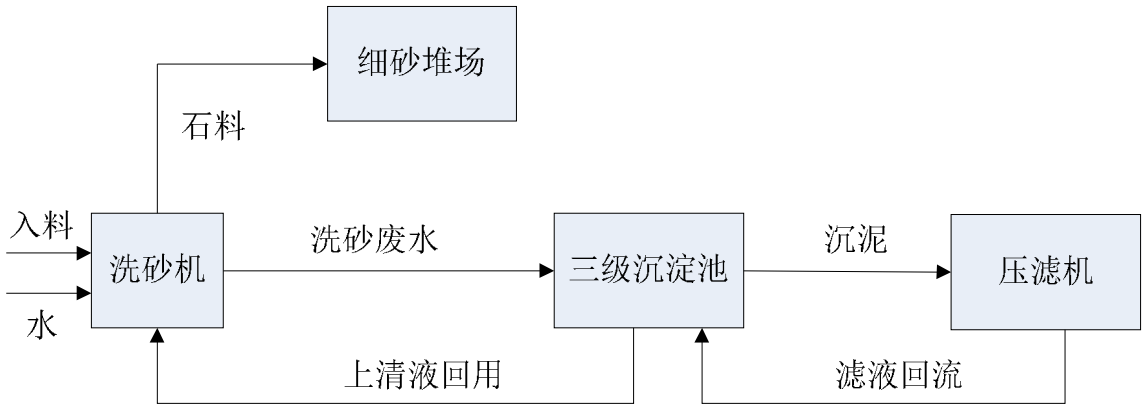 细砂堆场
石料
入料
洗砂机
水
洗砂废水
三级沉淀池
沉泥
压滤机
上清液回用
滤液回流